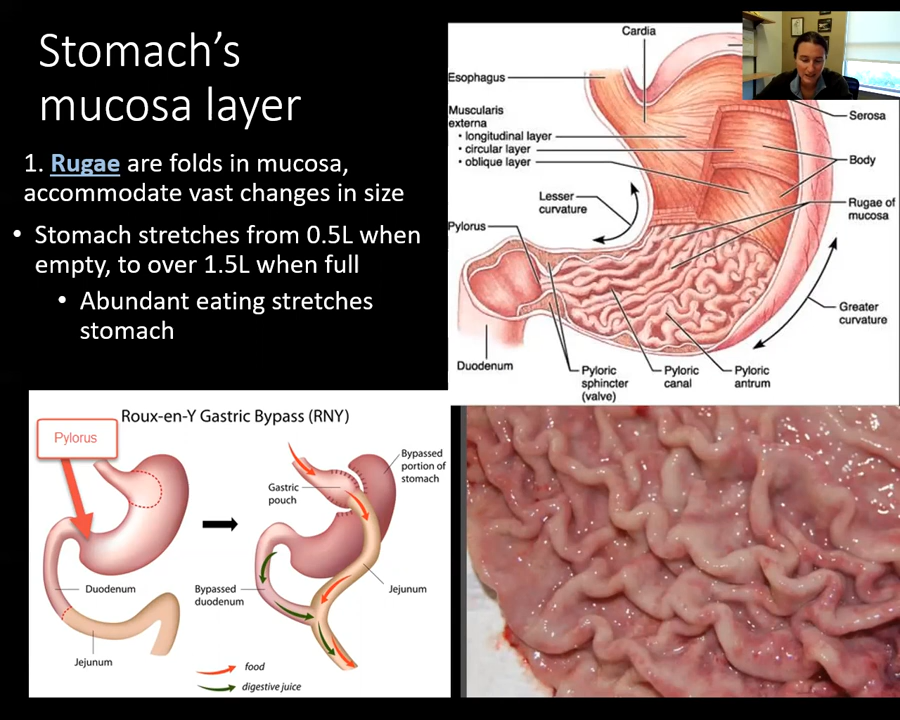 Stomach's
mucosa layer
1. Rugae are folds in mucosa,
accommodate vast changes in size
• Stomach stretches from 0.5L when
empty, to over 1.5L when full
• Abundant eating stretches
stomach
Cardia
Esophagus
Muscularis
externa
• longitudinal layer
• circular layer
• oblique layer
Lesser
curvature
Pylorus
Duodenum
Pyloric
sphincter
(valve)
Pyloric
canal
Pyloric
antrum
Serosa
Body
Rugae of
mucosa
Greater
curvature
Roux-en-Y Gastric Bypass (RNY)
Pylorus
Duodenum
Jejunum
Gastric
pouch
Bypassed
portion of
stomach
Bypassed
duodenum
Jejunum
food
digestive juice